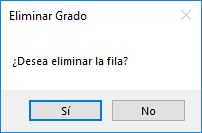 Eliminar Grado
¿Desea eliminar la fila?
Sí
No